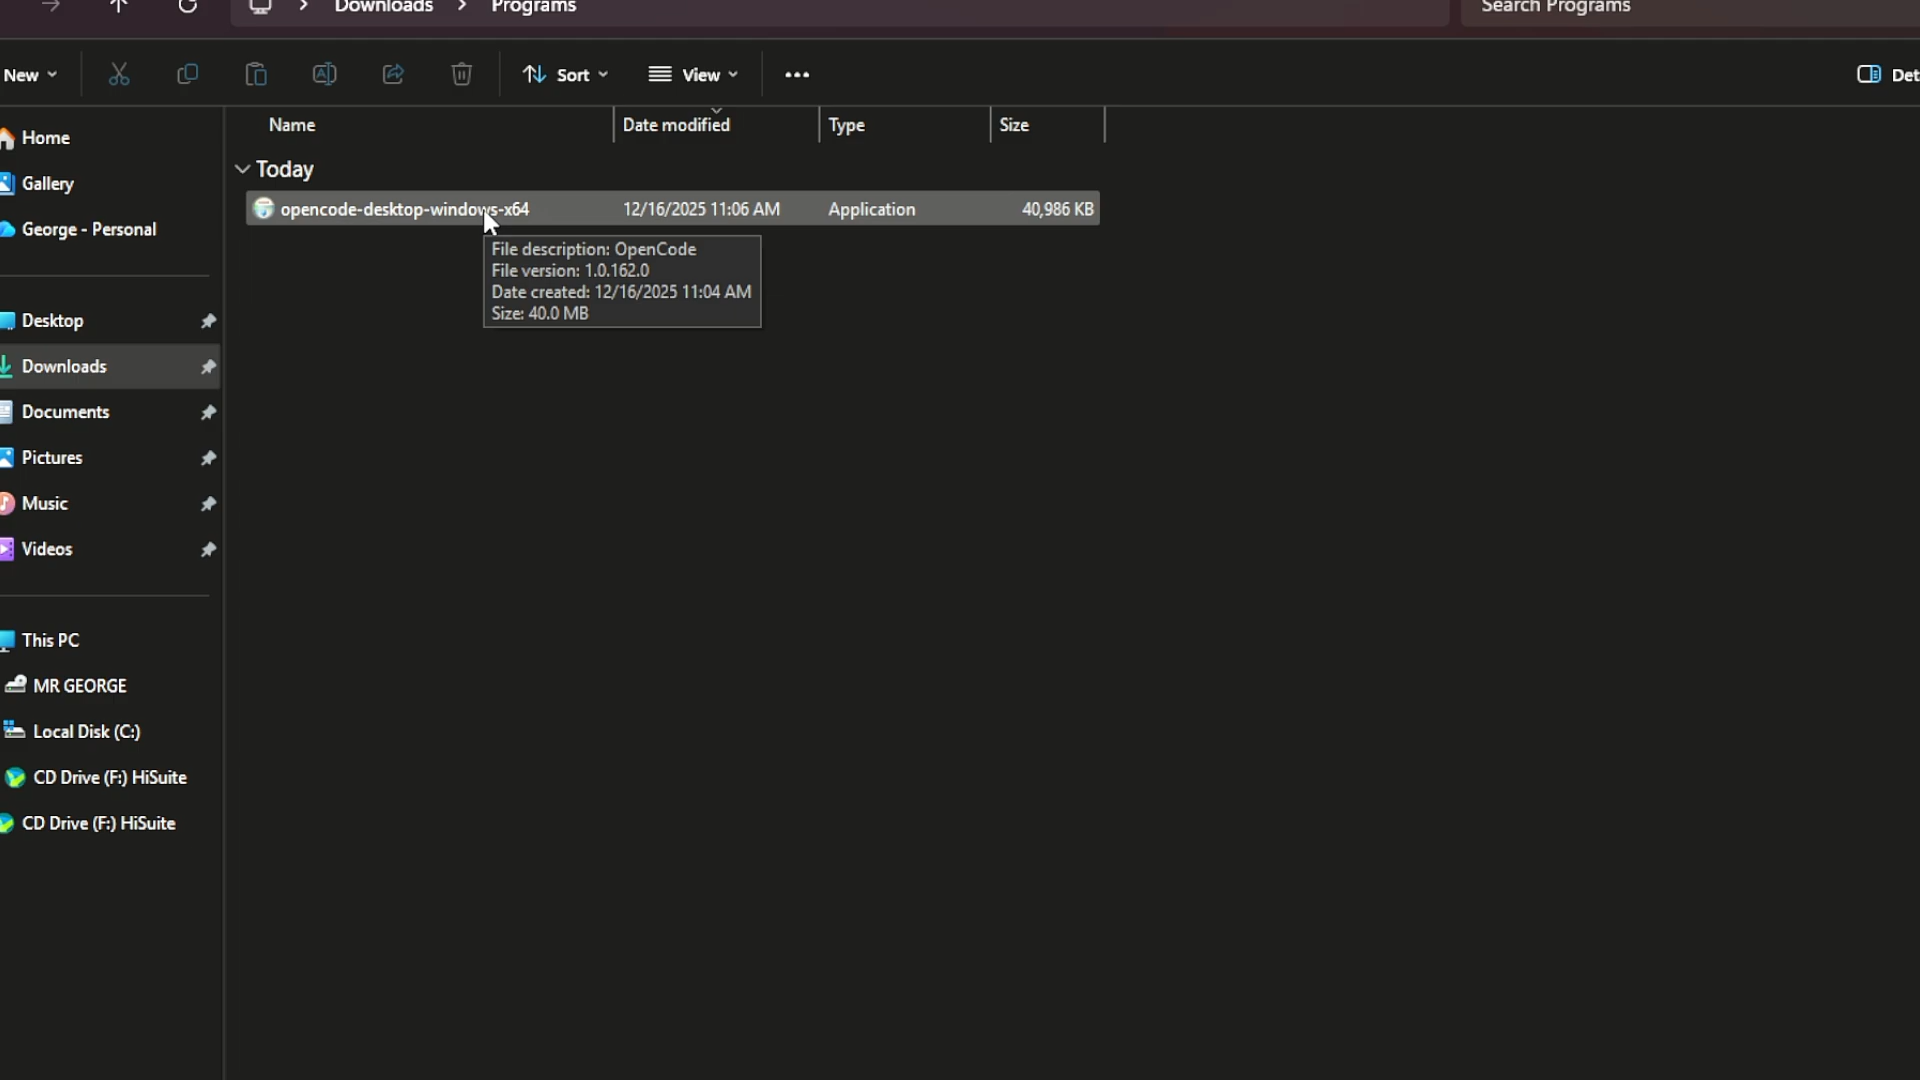 Downloads > Programs
Search Programs
New
Sort
View
Det
Name
Date modified
Type
Size
Home
Gallery
George - Personal
Desktop
Downloads
Documents
Pictures
Music
Videos
This PC
MR GEORGE
Local Disk (C:)
CD Drive (F:) HiSuite
CD Drive (F:) HiSuite
Today
opencode-desktop-windows-x64 12/16/2025 11:06 AM Application 40,986 KB
File description: OpenCode
File version: 1.0.162.0
Date created: 12/16/2025 11:04 AM
Size: 40.0 MB